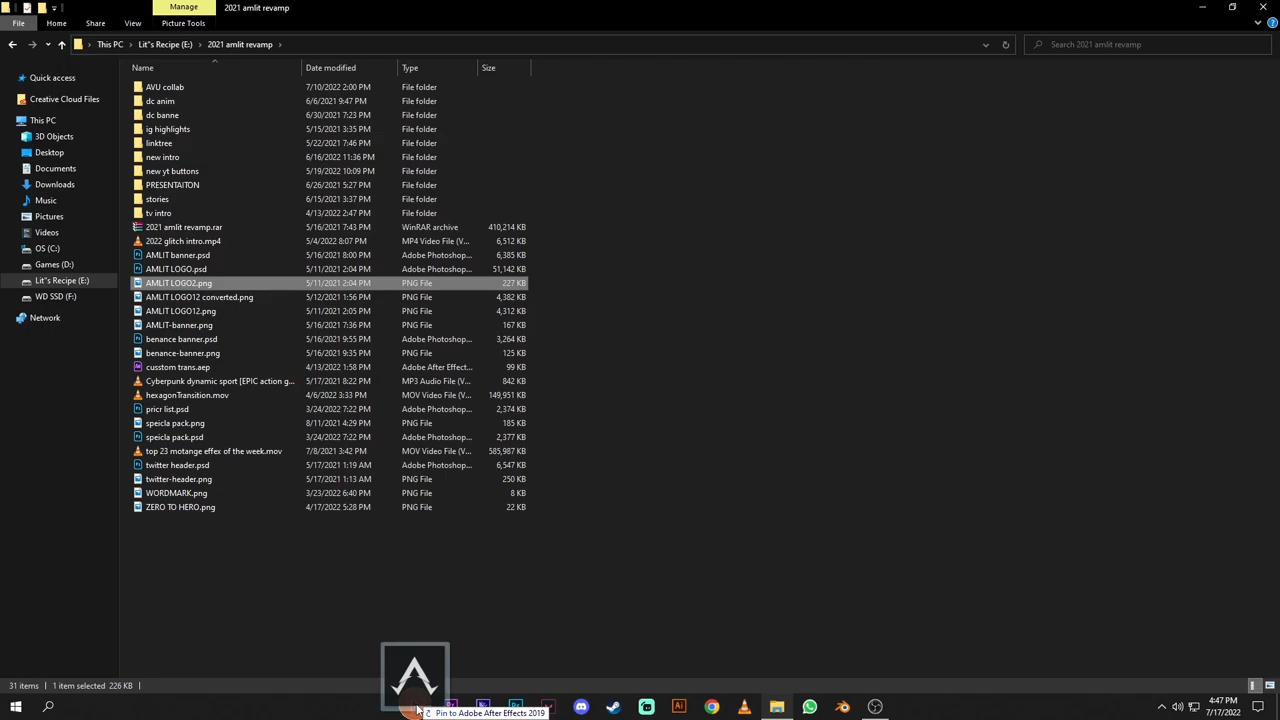 Manage
2021 amlit revamp
File
Home
Share
View
Picture Tools
This PC
Lit"s Recipe (E:)
2021 amlit revamp
Search 2021 amlit revamp
Name
Date modified
Type
Size
Quick access
Creative Cloud Files
This PC
3D Objects
Desktop
Documents
Downloads
Music
Pictures
Videos
OS (C:)
Games (D:)
Lit"s Recipe (E:)
WD SSD (F:)
Network
AVU collab 7/10/2022 2:00 PM File folder
dc anim 6/6/2021 9:47 PM File folder
dc banne 6/30/2021 7:23 PM File folder
ig highlights 5/15/2021 3:35 PM File folder
linktree 5/22/2021 7:46 PM File folder
new intro 6/16/2022 11:36 PM File folder
new yt buttons 5/19/2022 10:09 PM File folder
PRESENTAITON 6/26/2021 5:27 PM File folder
stories 6/15/2021 3:37 PM File folder
tv intro 4/13/2022 2:47 PM File folder
2021 amlit revamp.rar 5/16/2021 7:43 PM WinRAR archive 410,214 KB
2022 glitch intro.mp4 5/4/2022 8:07 PM MP4 Video File (V... 6,512 KB
AMLIT banner.psd 5/16/2021 8:00 PM Adobe Photoshop... 6,385 KB
AMLIT LOGO.psd 5/11/2021 2:04 PM Adobe Photoshop... 51,142 KB
AMLIT LOGO2.png 5/11/2021 2:04 PM PNG File 227 KB
AMLIT LOGO12 converted.png 5/12/2021 1:56 PM PNG File 4,382 KB
AMLIT LOGO12.png 5/11/2021 2:05 PM PNG File 4,312 KB
AMLIT-banner.png 5/16/2021 7:36 PM PNG File 167 KB
benance banner.psd 5/16/2021 9:55 PM Adobe Photoshop... 3,264 KB
benance-banner.png 5/16/2021 9:35 PM PNG File 125 KB
cusstom trans.aep 4/13/2022 1:58 PM Adobe After Effect... 99 KB
Cyberpunk dynamic sport [EPIC action g... 5/17/2021 8:22 PM MP3 Audio File (V... 842 KB
hexagonTransition.mov 4/6/2022 3:33 PM MOV Video File (V... 149,951 KB
pricr list.psd 3/24/2022 7:22 PM Adobe Photoshop... 2,374 KB
speicla pack.png 8/11/2021 4:29 PM PNG File 185 KB
speicla pack.psd 3/24/2022 7:22 PM Adobe Photoshop... 2,377 KB
top 23 motange effex of the week.mov 7/8/2021 3:42 PM MOV Video File (V... 585,987 KB
twitter header.psd 5/17/2021 1:19 AM Adobe Photoshop... 6,547 KB
twitter-header.png 5/17/2021 1:13 AM PNG File 250 KB
WORDMARK.png 3/23/2022 6:40 PM PNG File 8 KB
ZERO TO HERO.png 4/17/2022 5:28 PM PNG File 22 KB
31 items
1 item selected 226 KB
Pin to Adobe After Effects 2019
Ai
4:47 PM
7/17/2022